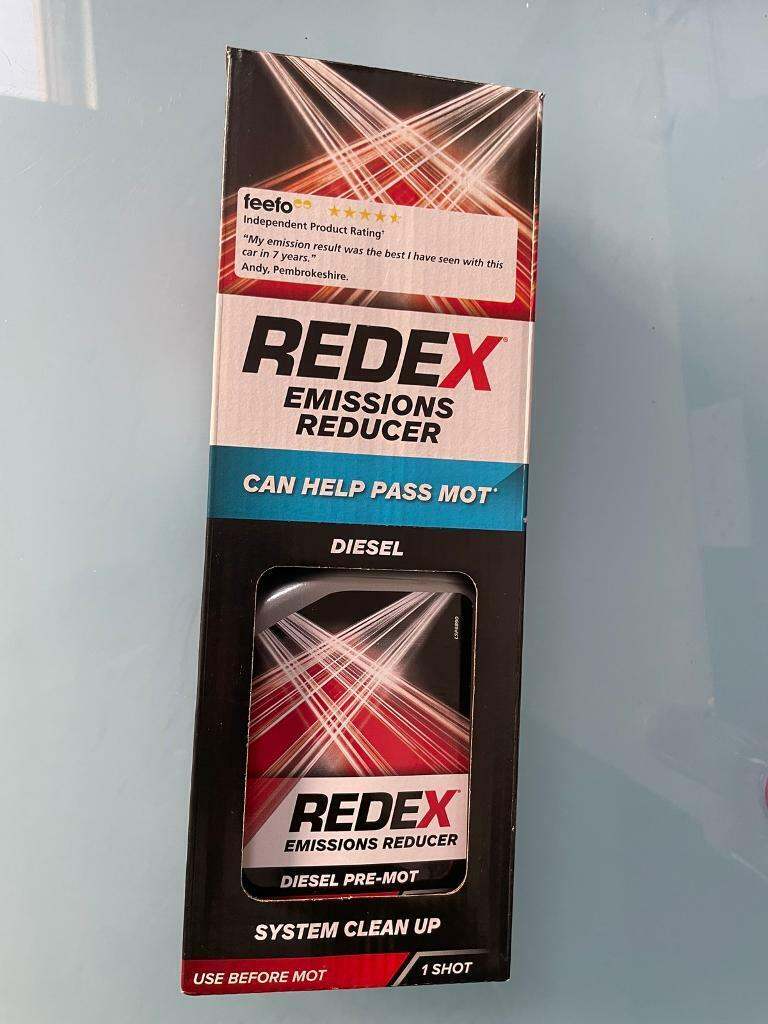 feefo
Independent Product Rating†
"My emission result was the best I have seen with this
car in 7 years."
Andy, Pembrokeshire.
REDEX®
EMISSIONS
REDUCER
CAN HELP PASS MOT*
DIESEL
REDEX
EMISSIONS REDUCER
DIESEL PRE-MOT
SYSTEM CLEAN UP
USE BEFORE MOT
1 SHOT